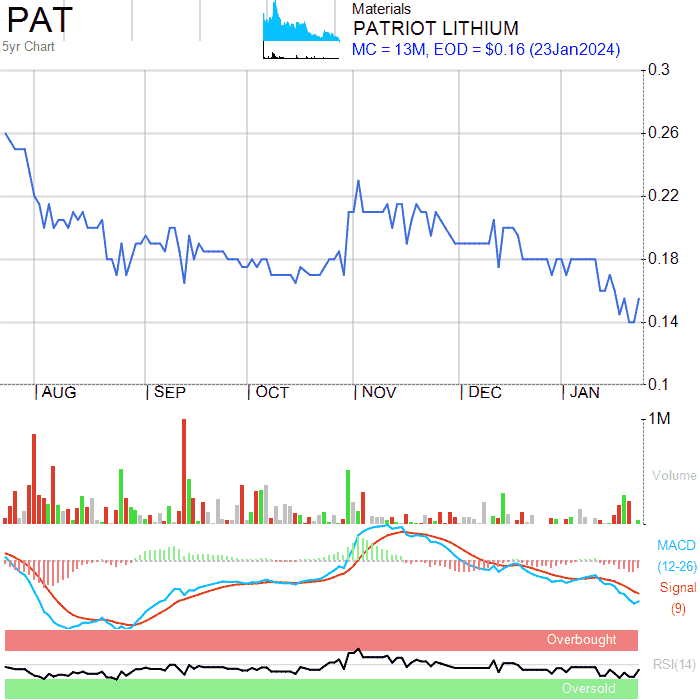 PAT
5yr Chart
Materials
PATRIOT LITHIUM
MC = 13M, EOD = $0.16 (23Jan2024)
0.3
0.26
0.22
0.18
0.14
0.1
AUG SEP OCT NOV DEC JAN
1M
Volume
MACD
(12-26)
Signal
(9)
Overbought
RSI(14)
Oversold